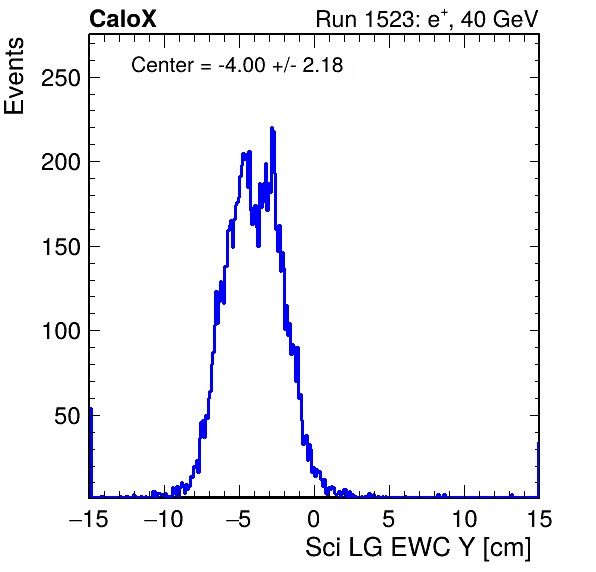 CaloX Run 1523: e⁺, 40 GeV
Center = -4.00 +/- 2.18
Events
250
200
150
100
50
−15 −10 −5 0 5 10 15
Sci LG EWC Y [cm]